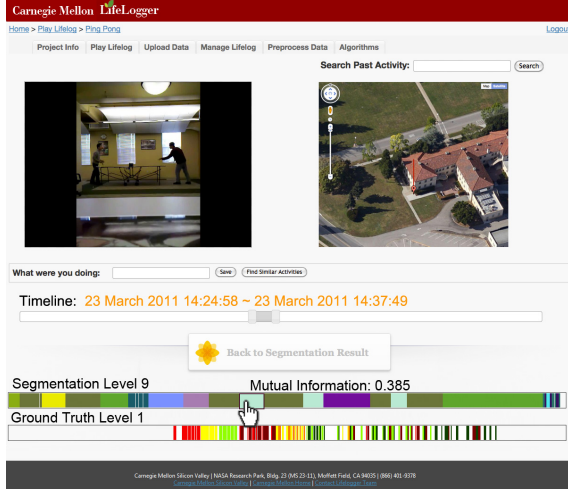 Carnegie Mellon LifeLogger
Home > Play Lifelog > Ping Pong Logout
Project Info Play Lifelog Upload Data Manage Lifelog Preprocess Data Algorithms
Search Past Activity: Search
Map Satellite
What were you doing: Save Find Similar Activities
Timeline: 23 March 2011 14:24:58 ~ 23 March 2011 14:37:49
Back to Segmentation Result
Segmentation Level 9 Mutual Information: 0.385
Ground Truth Level 1
Carnegie Mellon Silicon Valley | NASA Research Park, Bldg. 23 (MS 23-11), Moffett Field, CA 94035 | (866) 401-9378
Carnegie Mellon Silicon Valley | Carnegie Mellon Home | Contact Lifelogger Team